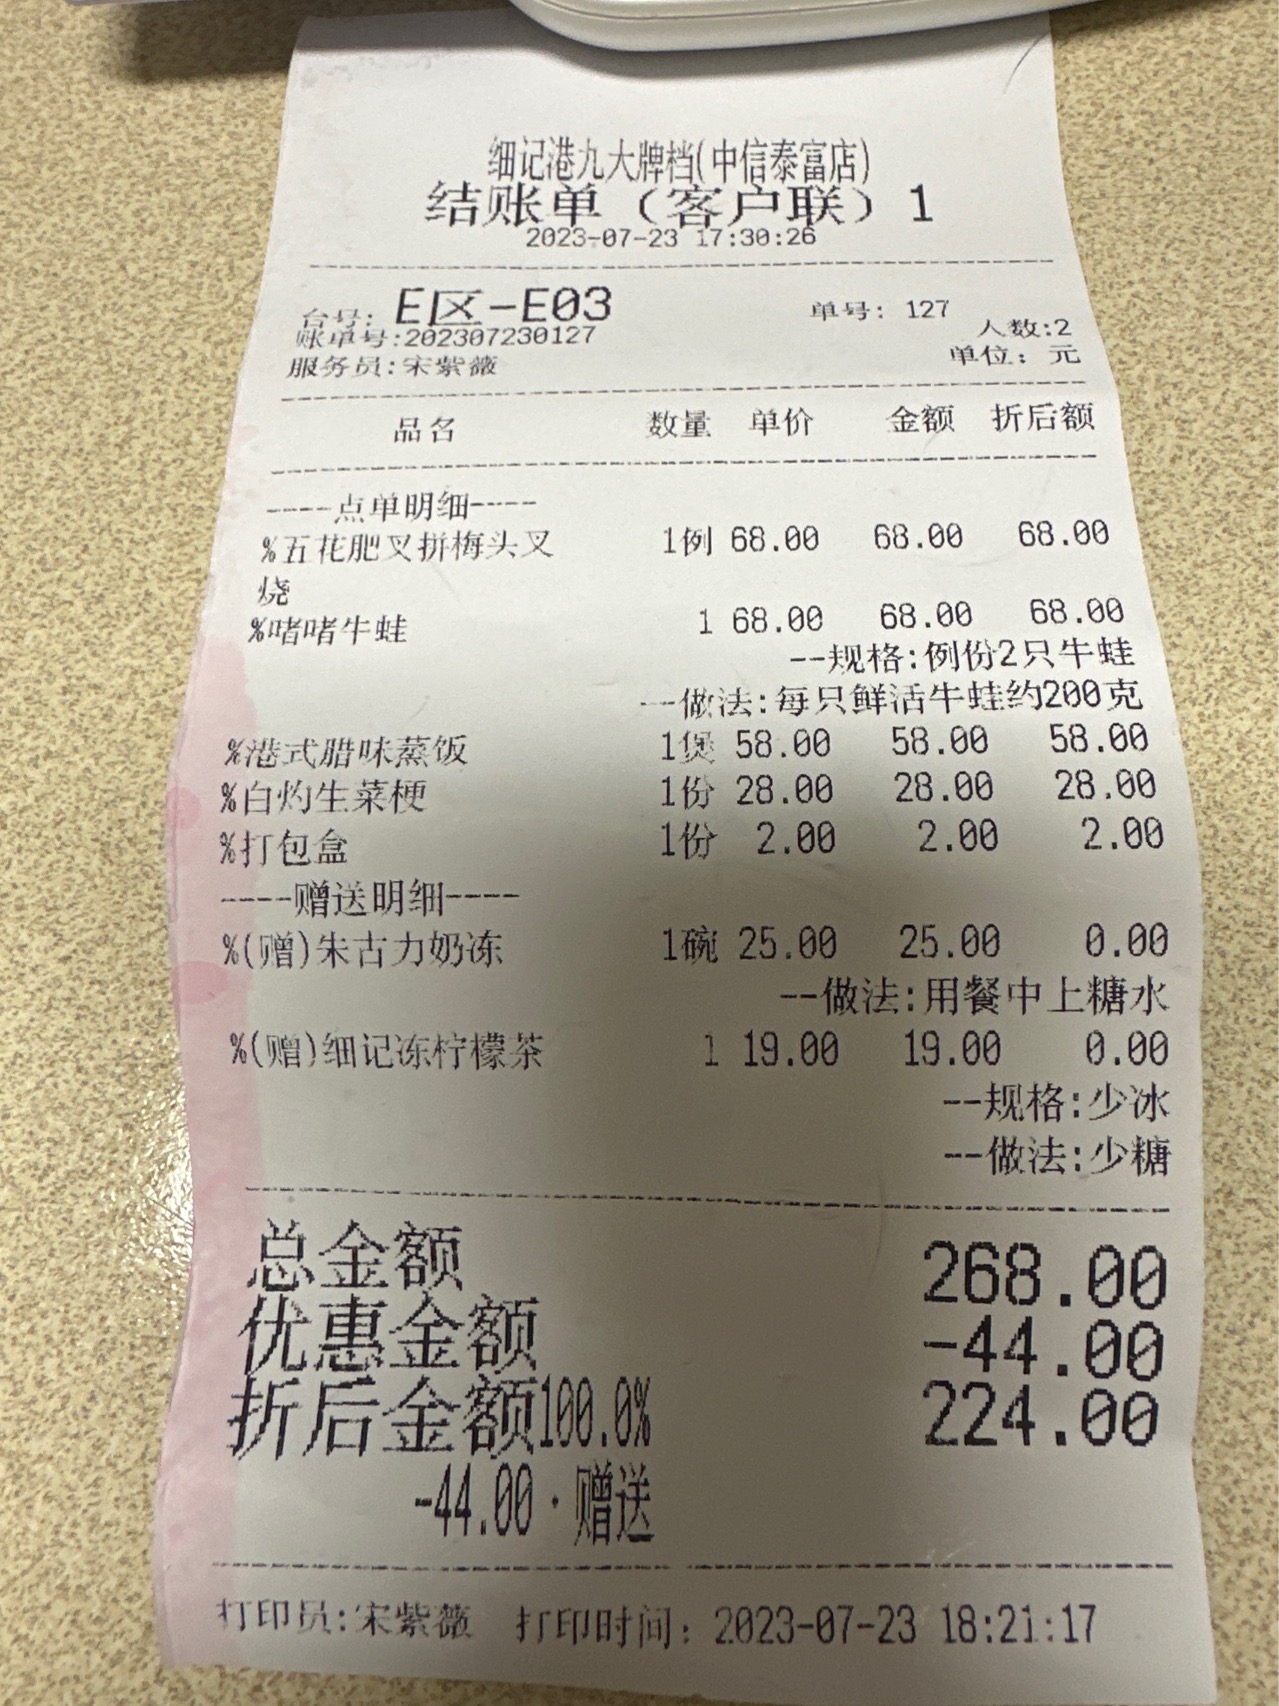 细记港九大牌档(中信泰富店)
结账单（客户联）1
2023-07-23 17:30:26
台号: E区-E03 单号: 127
账单号:202307230127 人数:2
服务员:宋紫薇 单位: 元
品名 数量 单价 金额 折后额
----点单明细----
%五花肥叉拼梅头叉 1例 68.00 68.00 68.00
烧
%啫啫牛蛙 1 68.00 68.00 68.00
--规格:例份2只牛蛙
--做法:每只鲜活牛蛙约200克
%港式腊味蒸饭 1煲 58.00 58.00 58.00
%白灼生菜梗 1份 28.00 28.00 28.00
%打包盒 1份 2.00 2.00 2.00
----赠送明细----
%(赠)朱古力奶冻 1碗 25.00 25.00 0.00
--做法:用餐中上糖水
%(赠)细记冻柠檬茶 1 19.00 19.00 0.00
--规格:少冰
--做法:少糖
总金额 268.00
优惠金额 -44.00
折后金额100.0% 224.00
-44.00·赠送
打印员:宋紫薇 打印时间: 2023-07-23 18:21:17